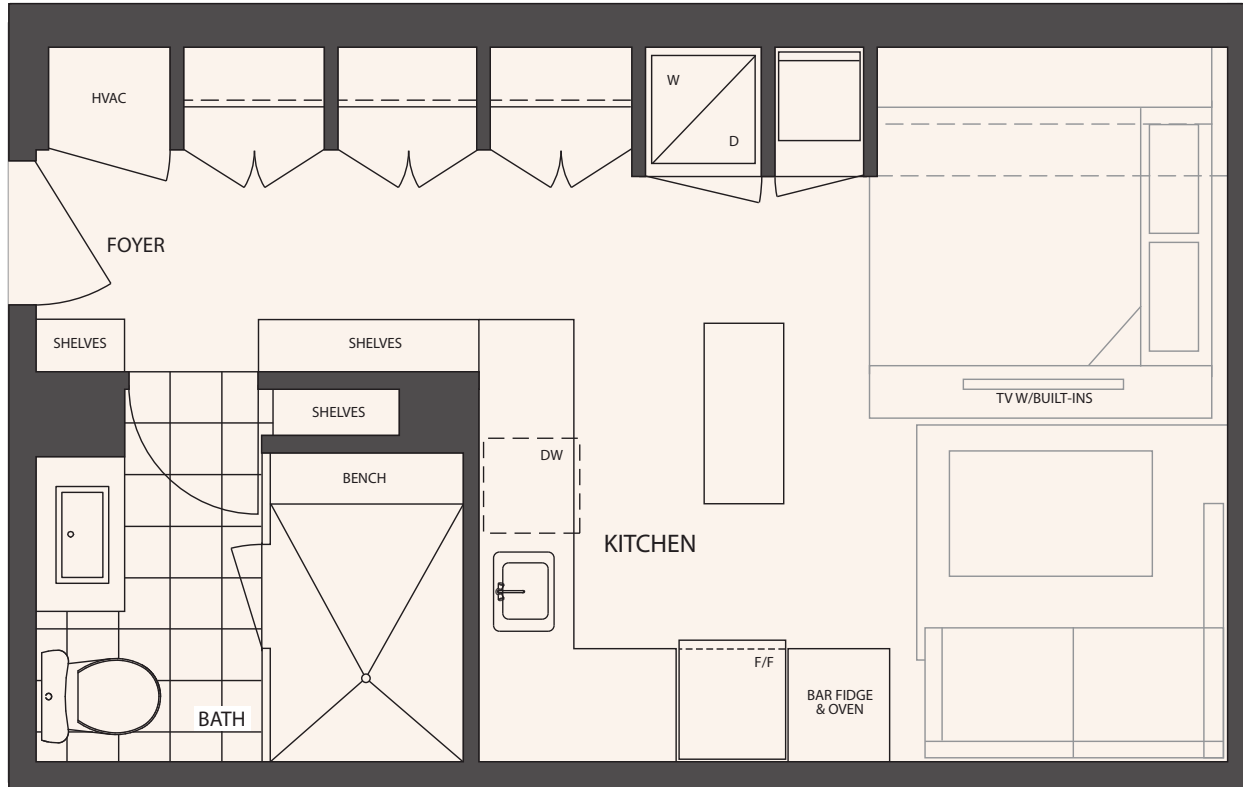 HVAC
W
D
FOYER
SHELVES
SHELVES
TV W/BUILT-INS
SHELVES
DW
BENCH
KITCHEN
F/F
BAR FIDGE
& OVEN
BATH